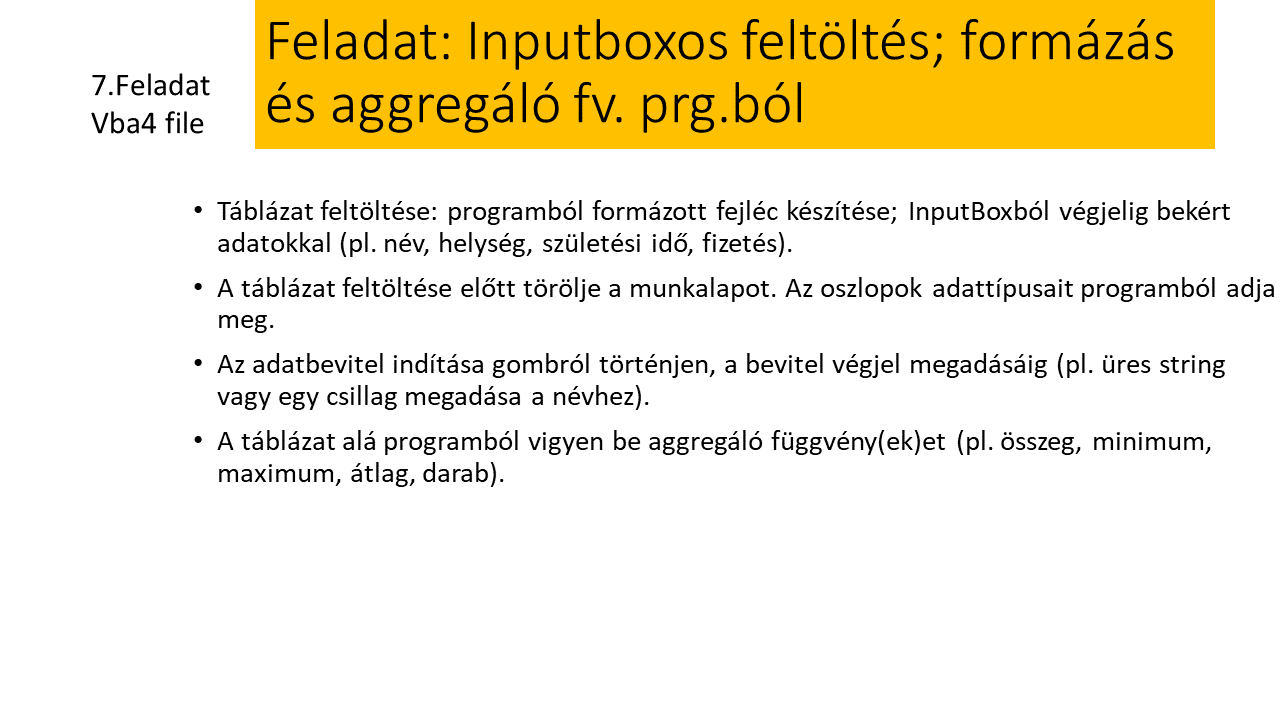 7.Feladat
Vba4 file
Feladat: Inputboxos feltöltés; formázás
és aggregáló fv. prg.ból
• Táblázat feltöltése: programból formázott fejléc készítése; InputBoxból végjelig bekért
adatokkal (pl. név, helység, születési idő, fizetés).
• A táblázat feltöltése előtt törölje a munkalapot. Az oszlopok adattípusait programból adja
meg.
• Az adatbevitel indítása gombról történjen, a bevitel végjel megadásáig (pl. üres string
vagy egy csillag megadása a névhez).
• A táblázat alá programból vigyen be aggregáló függvény(ek)et (pl. összeg, minimum,
maximum, átlag, darab).